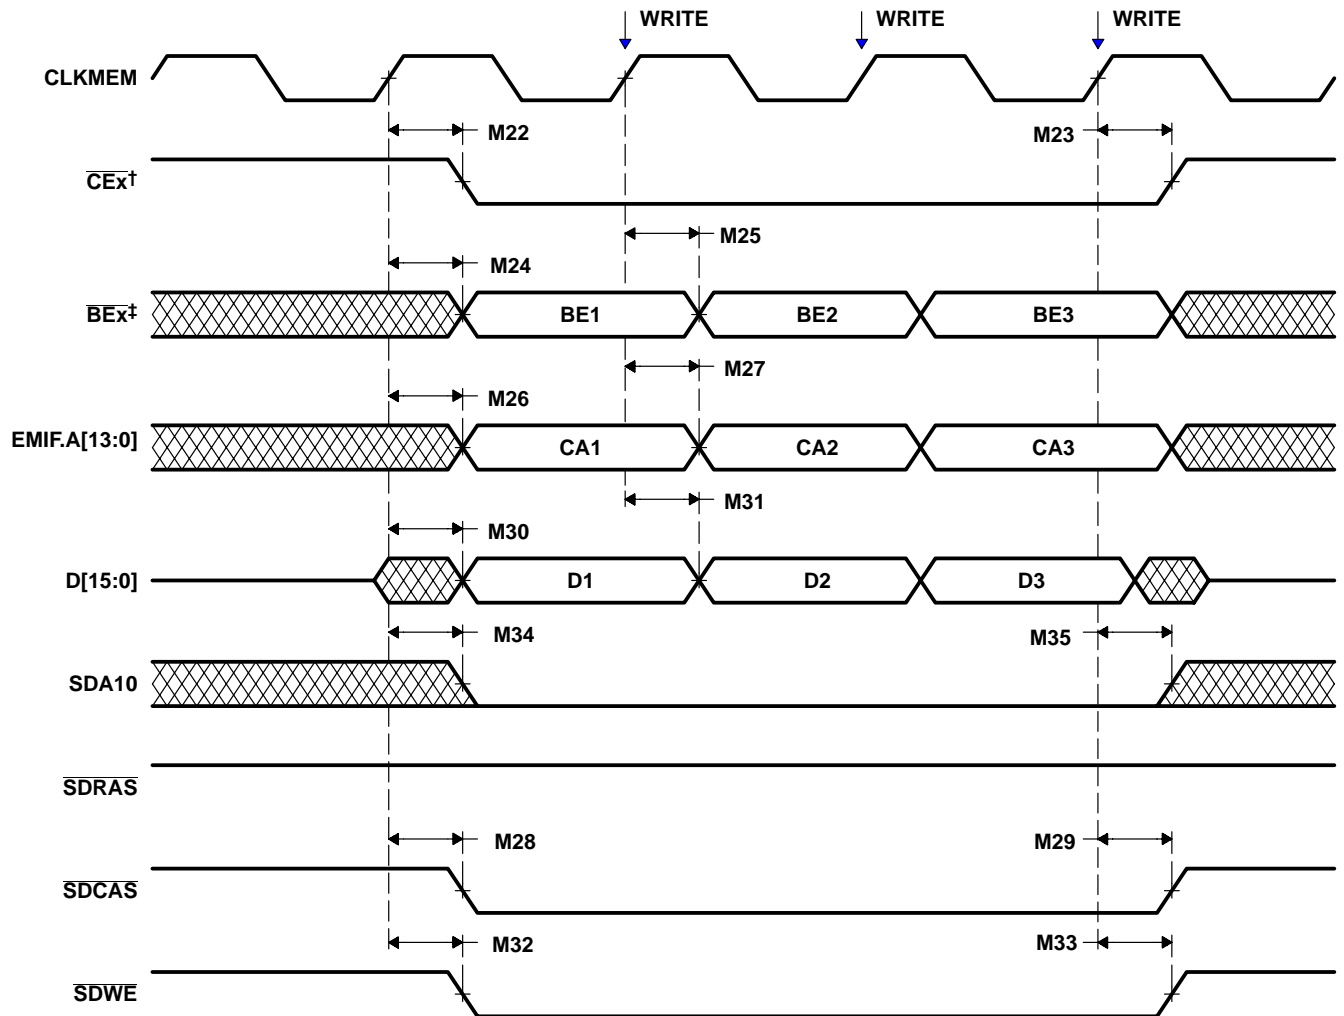 WRITE WRITE WRITE
CLKMEM
M22 M23
CEx†
M25
M24
BEx‡ BE1 BE2 BE3
M27
M26
EMIF.A[13:0] CA1 CA2 CA3
M31
M30
D[15:0] D1 D2 D3
M34 M35
SDA10
SDRAS
M28 M29
SDCAS
M32 M33
SDWE